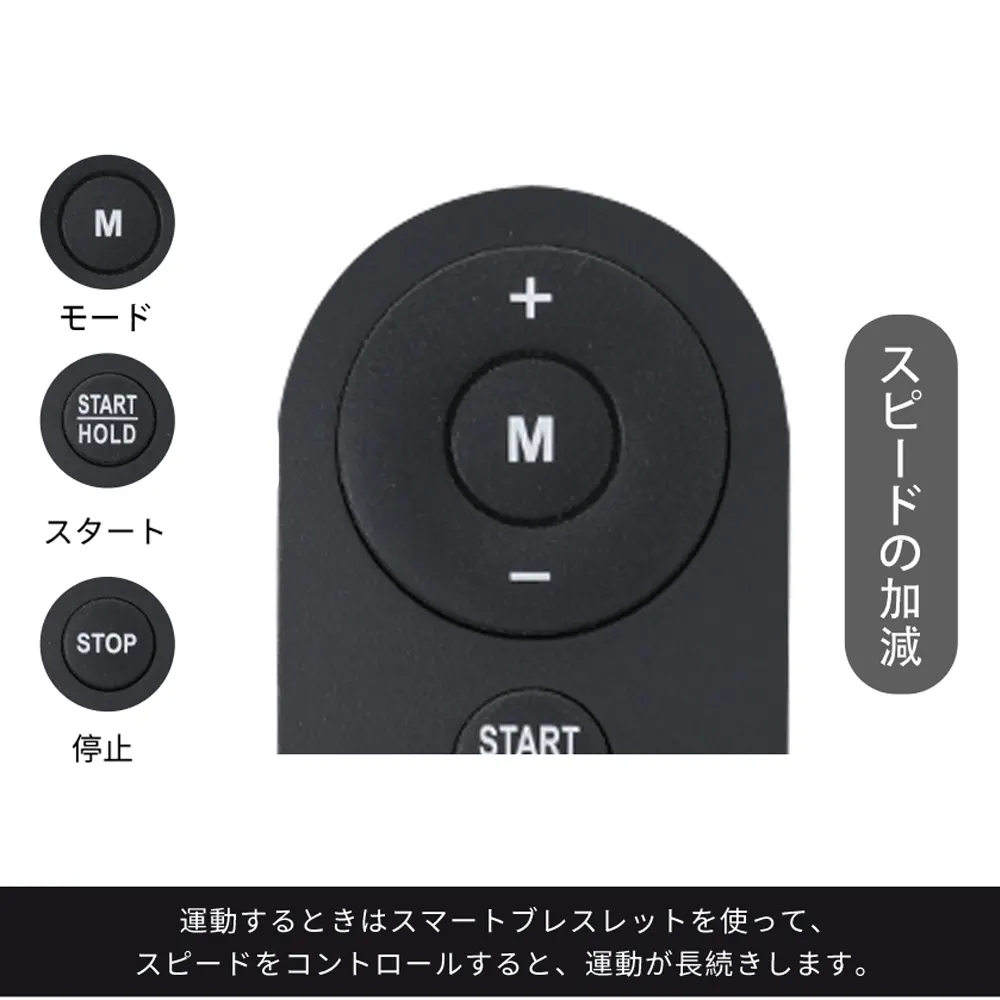 M
モード
START
HOLD
スタート
STOP
停止
+
M
−
START
スピードの加減
運動するときはスマートブレスレットを使って、
スピードをコントロールすると、運動が長続きします。